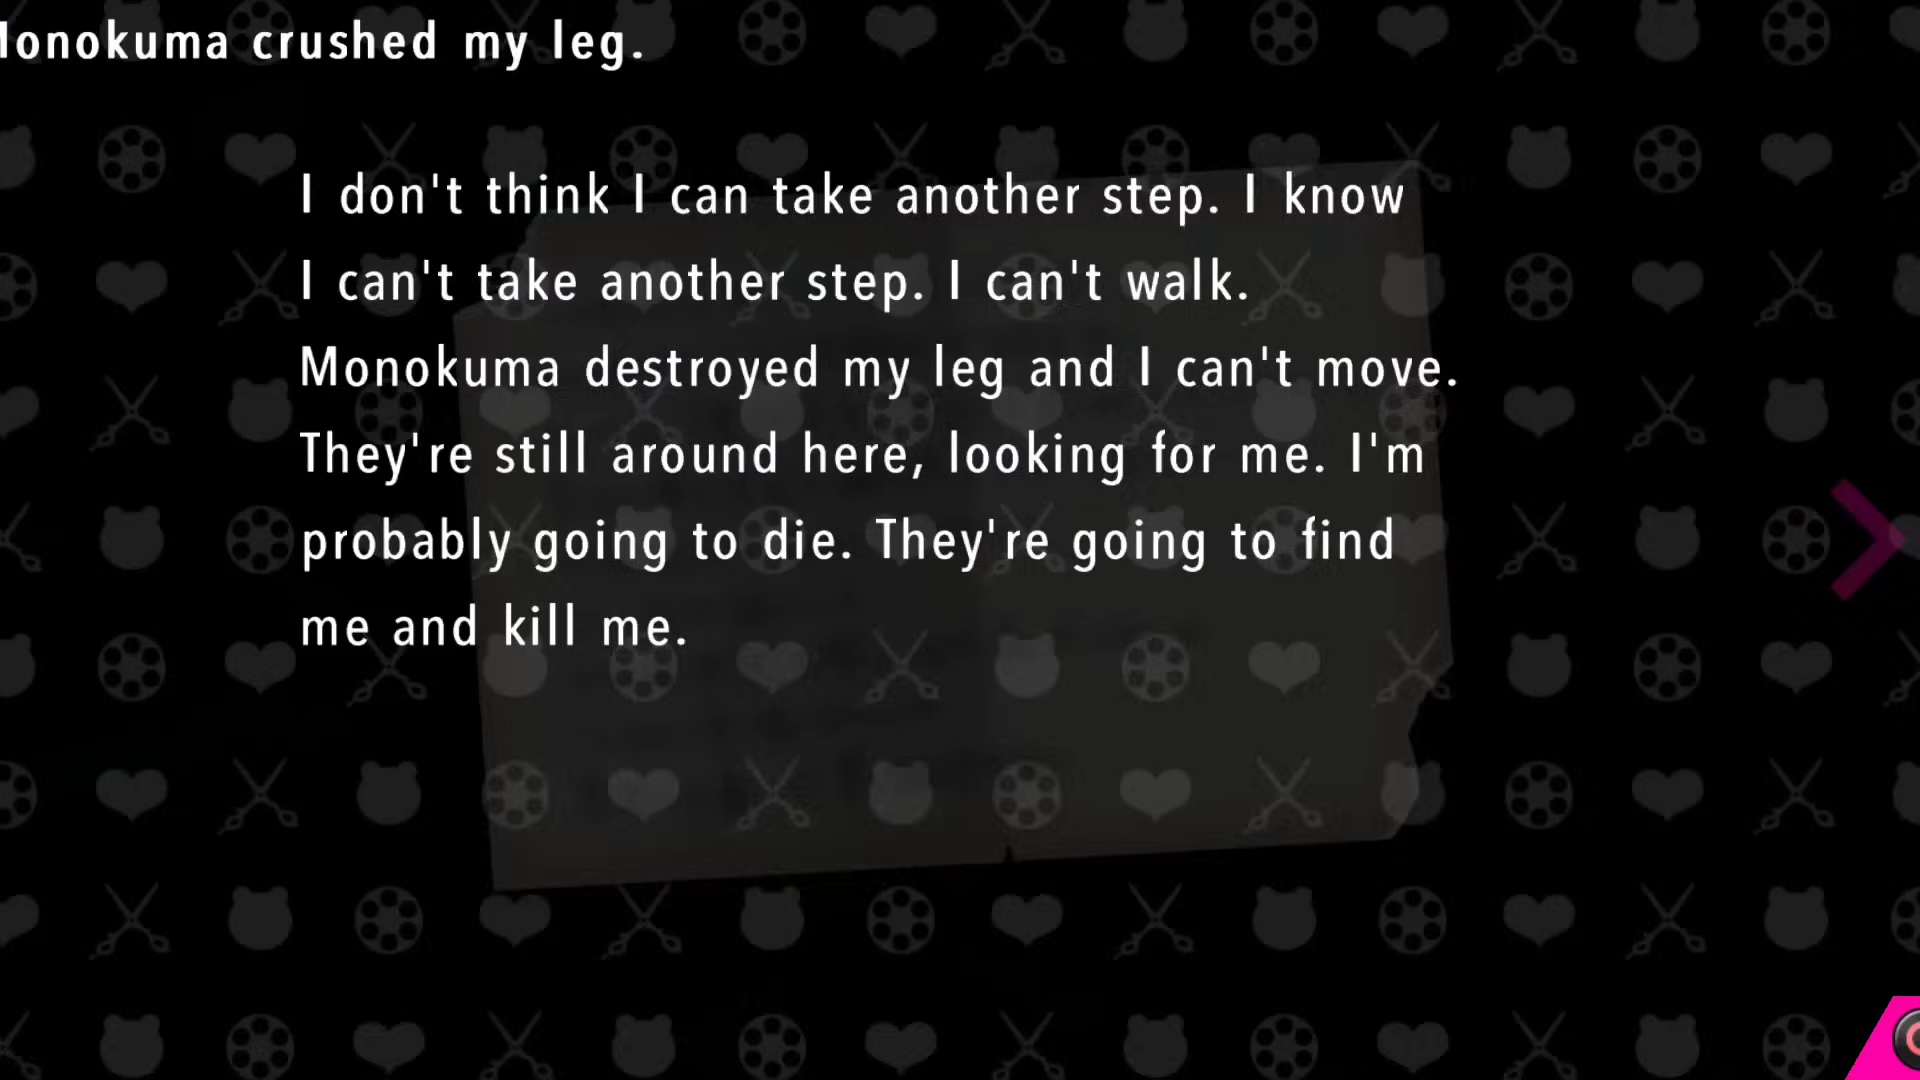 Monokuma crushed my leg.
I don't think I can take another step. I know
I can't take another step. I can't walk.
Monokuma destroyed my leg and I can't move.
They're still around here, looking for me. I'm
probably going to die. They're going to find
me and kill me.